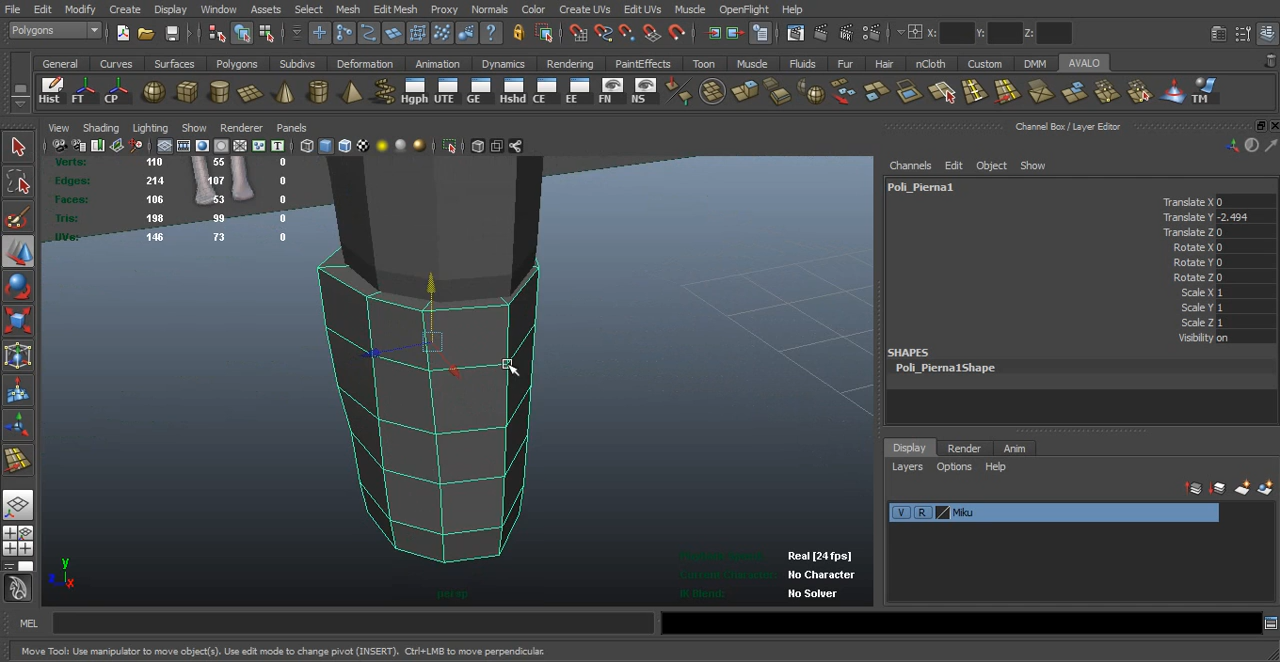 File Edit Modify Create Display Window Assets Select Mesh Edit Mesh Proxy Normals Color Create UVs Edit UVs Muscle OpenFlight Help
Polygons
X: Y: Z:
General Curves Surfaces Polygons Subdivs Deformation Animation Dynamics Rendering PaintEffects Toon Muscle Fluids Fur Hair nCloth Custom DMM AVALO
Hist FT CP Hgph UTE GE Hshd CE EE FN NS TM
View Shading Lighting Show Renderer Panels
Channel Box / Layer Editor
Channels Edit Object Show
Verts: 110 55 0
Edges: 214 107 0
Faces: 106 53 0
Tris: 198 99 0
UVs: 146 73 0
Poli_Pierna1
Translate X 0
Translate Y -2.494
Translate Z 0
Rotate X 0
Rotate Y 0
Rotate Z 0
Scale X 1
Scale Y 1
Scale Z 1
Visibility on
SHAPES
Poli_Pierna1Shape
Display Render Anim
Layers Options Help
V R Miku
Real [24 fps]
No Character
No Solver
persp
y
x
MEL
Move Tool: Use manipulator to move object(s). Use edit mode to change pivot (INSERT). Ctrl+LMB to move perpendicular.